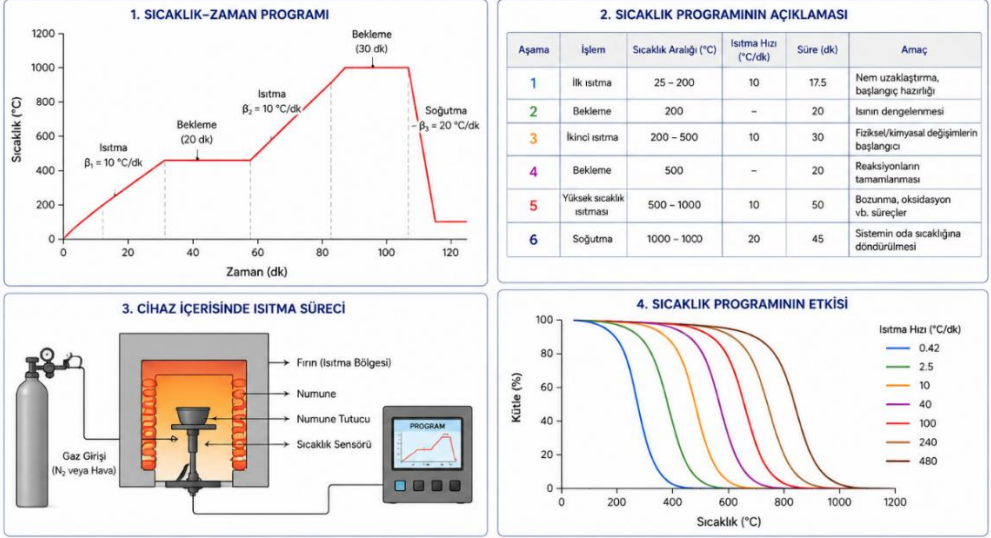 1. SICAKLIK–ZAMAN PROGRAMI
Sıcaklık (°C)
1200
1000
800
600
400
200
0
0
20
40
60
80
100
120
Zaman (dk)
Isıtma
β₁ = 10 °C/dk
Bekleme
(20 dk)
Isıtma
β₂ = 10 °C/dk
Bekleme
(30 dk)
Soğutma
β₃ = 20 °C/dk
2. SICAKLIK PROGRAMININ AÇIKLAMASI
Aşama İşlem Sıcaklık Aralığı (°C) Isıtma Hızı (°C/dk) Süre (dk) Amaç
1 İlk ısıtma 25 – 200 10 17.5 Nem uzaklaştırma, başlangıç hazırlığı
2 Bekleme 200 – 20 Isının dengelenmesi
3 İkinci ısıtma 200 – 500 10 30 Fiziksel/kimyasal değişimlerin başlangıcı
4 Bekleme 500 – 20 Reaksiyonların tamamlanması
5 Yüksek sıcaklık ısıtması 500 – 1000 10 50 Bozunma, oksidasyon vb. süreçler
6 Soğutma 1000 – 1000 20 45 Sistemin oda sıcaklığına döndürülmesi
3. CİHAZ İÇERİSİNDE ISITMA SÜRECİ
Gaz Girişi
(N₂ veya Hava)
Fırın (Isıtma Bölgesi)
Numune
Numune Tutucu
Sıcaklık Sensörü
PROGRAM
4. SICAKLIK PROGRAMININ ETKİSİ
Kütle (%)
100
80
60
40
20
0
0
200
400
600
800
1000
1200
Sıcaklık (°C)
Isıtma Hızı (°C/dk)
0.42
2.5
10
40
100
240
480